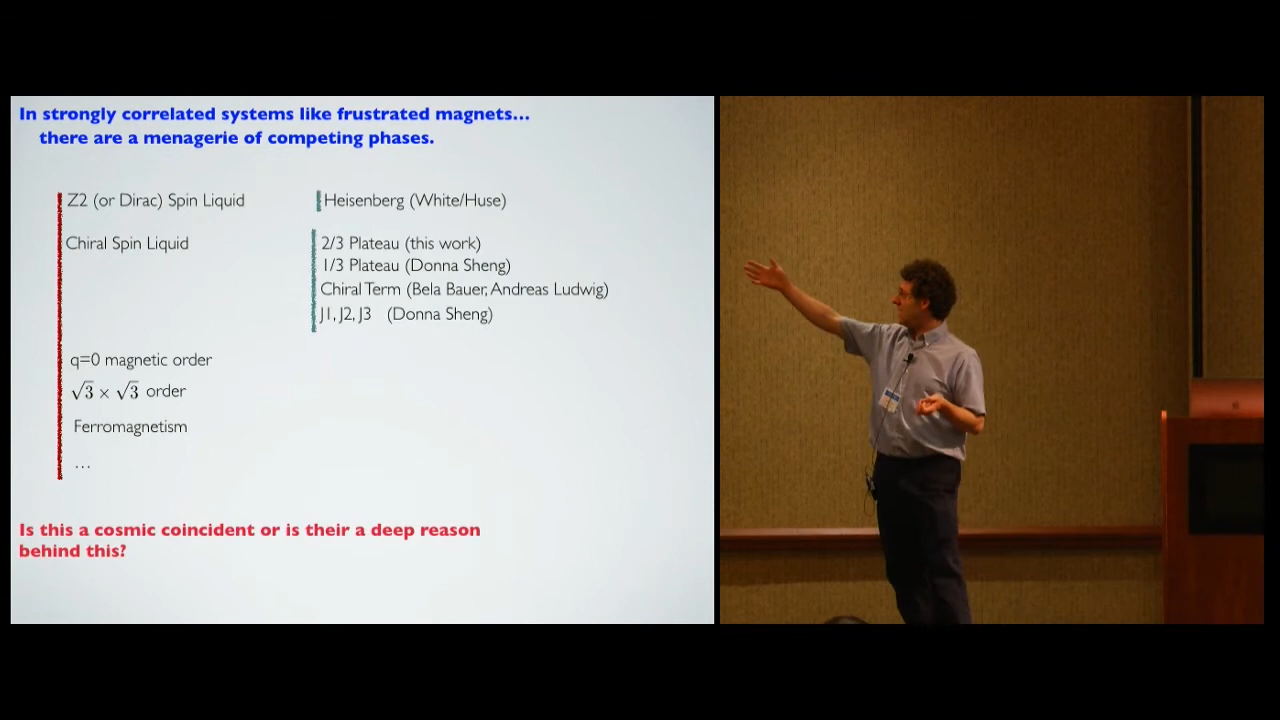 In strongly correlated systems like frustrated magnets...
there are a menagerie of competing phases.
Z2 (or Dirac) Spin Liquid
Heisenberg (White/Huse)
Chiral Spin Liquid
2/3 Plateau (this work)
1/3 Plateau (Donna Sheng)
Chiral Term (Bela Bauer, Andreas Ludwig)
J1, J2, J3 (Donna Sheng)
q=0 magnetic order
√3 × √3 order
Ferromagnetism
...
Is this a cosmic coincident or is their a deep reason
behind this?